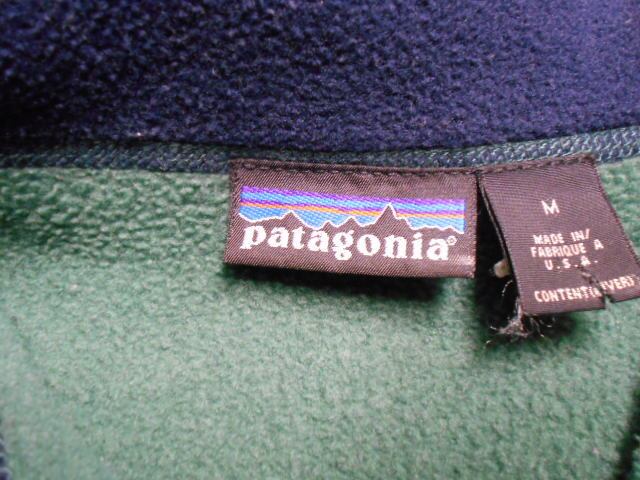 patagonia®
M
MADE IN/
FABRIQUE A
U.S.A.
CONTENT(